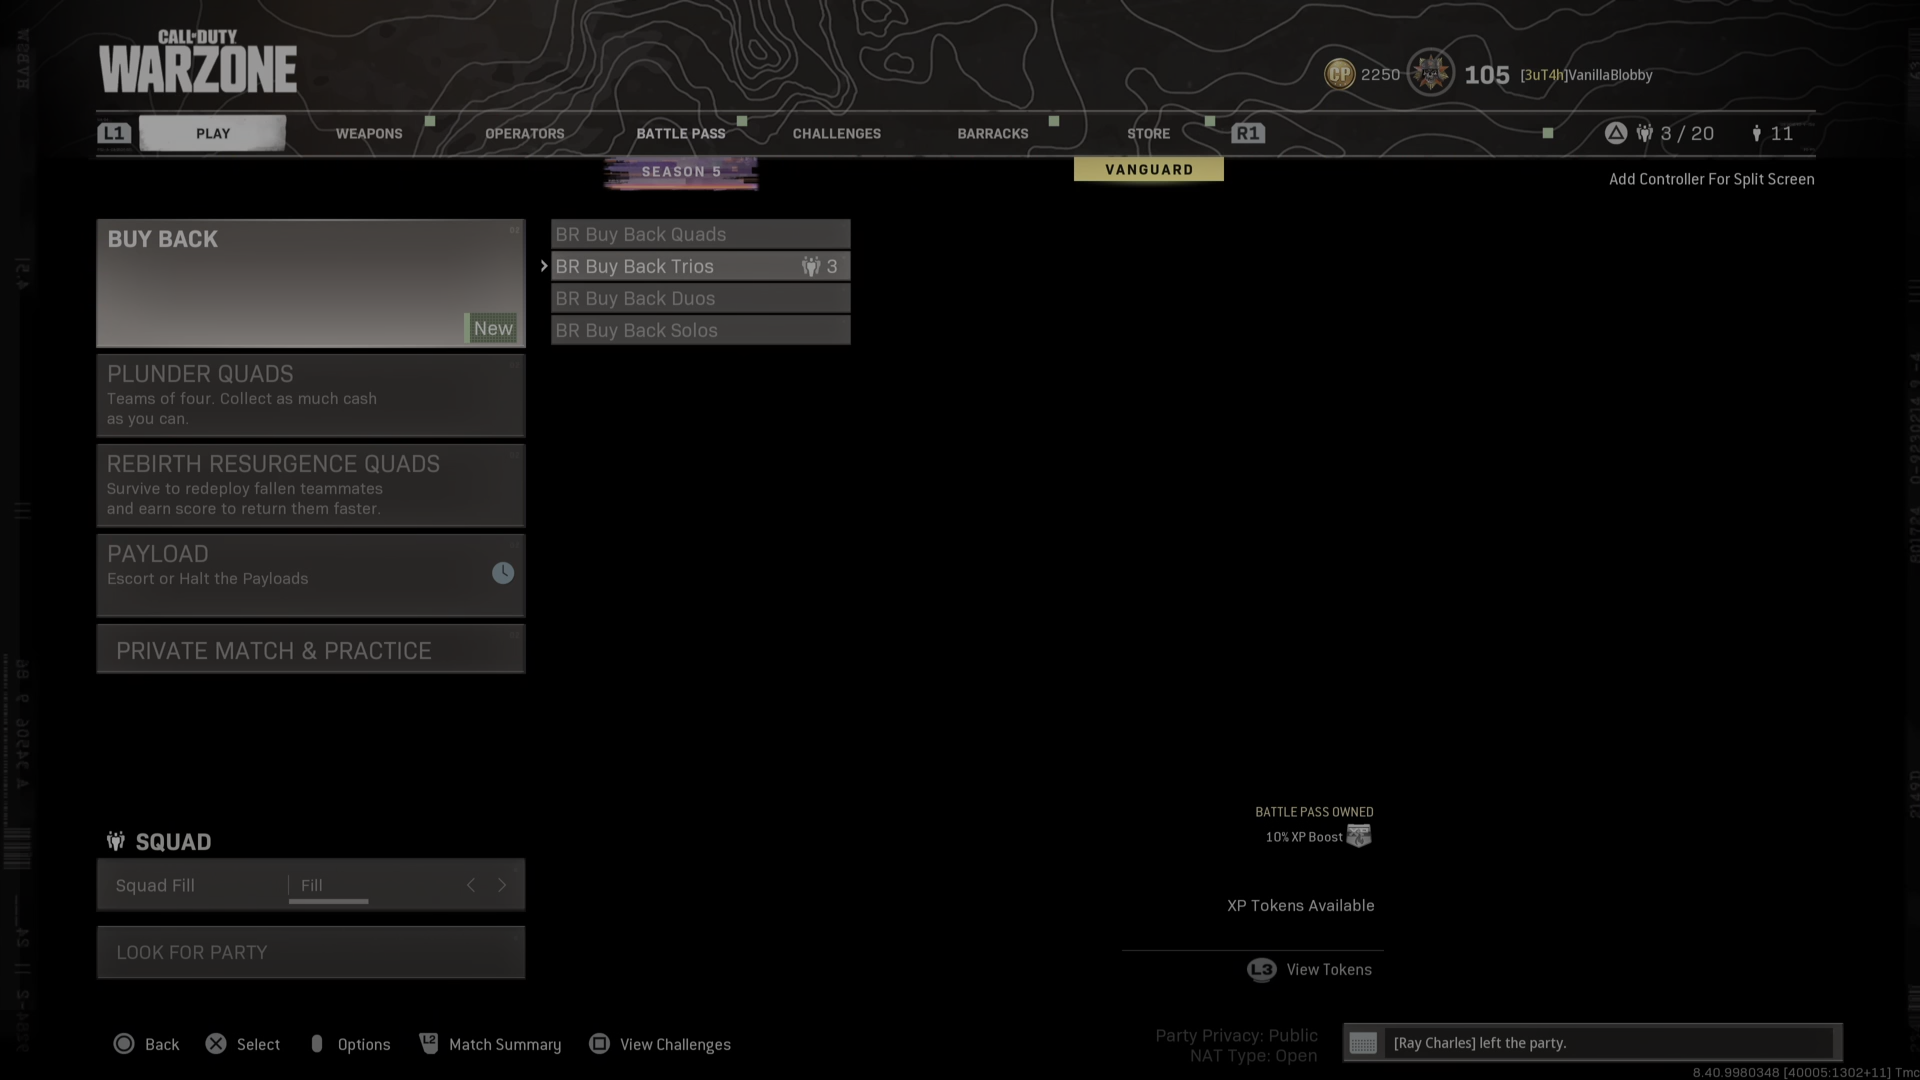 CALL OF DUTY
WARZONE
CP 2250 105 [3uT4h]VanillaBlobby
L1 PLAY WEAPONS OPERATORS BATTLE PASS CHALLENGES BARRACKS STORE R1 3 / 20 11
SEASON 5
VANGUARD
Add Controller For Split Screen
BUY BACK
New
BR Buy Back Quads
BR Buy Back Trios 3
BR Buy Back Duos
BR Buy Back Solos
PLUNDER QUADS
Teams of four. Collect as much cash
as you can.
REBIRTH RESURGENCE QUADS
Survive to redeploy fallen teammates
and earn score to return them faster.
PAYLOAD
Escort or Halt the Payloads
PRIVATE MATCH & PRACTICE
BATTLE PASS OWNED
10% XP Boost
XP Tokens Available
L3 View Tokens
SQUAD
Squad Fill Fill
LOOK FOR PARTY
Back Select Options L2 Match Summary View Challenges
Party Privacy: Public
NAT Type: Open
[Ray Charles] left the party.
8.40.9980348 [40005:1302+11] Tmc